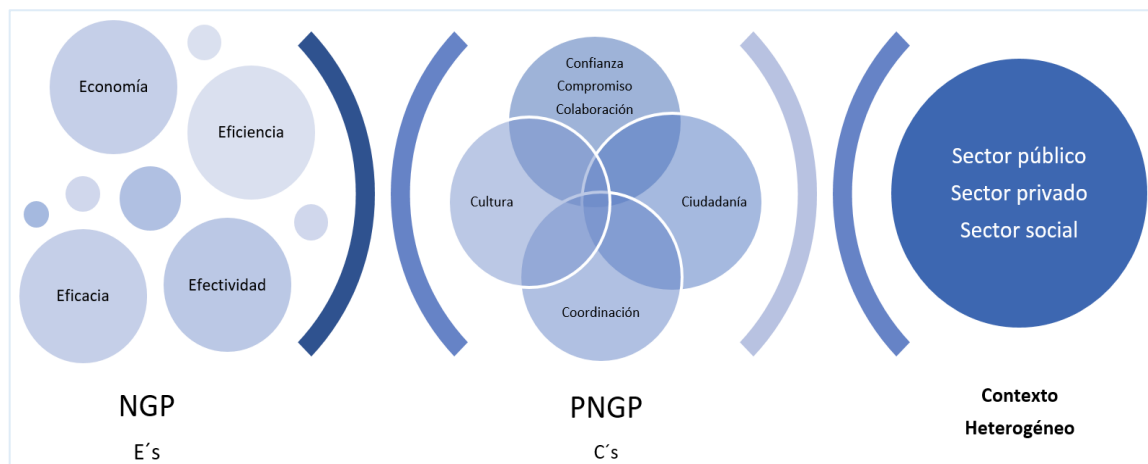 Economía
Eficiencia
Eficacia
Efectividad
NGP
E´s
Confianza
Compromiso
Colaboración
Cultura
Ciudadanía
Coordinación
PNGP
C´s
Sector público
Sector privado
Sector social
Contexto
Heterogéneo